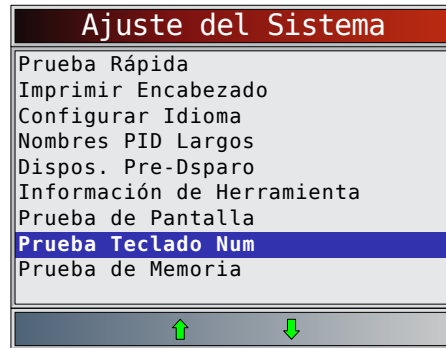 Ajuste del Sistema
Prueba Rápida
Imprimir Encabezado
Configurar Idioma
Nombres PID Largos
Dispos. Pre-Dsparo
Información de Herramienta
Prueba de Pantalla
Prueba Teclado Num
Prueba de Memoria